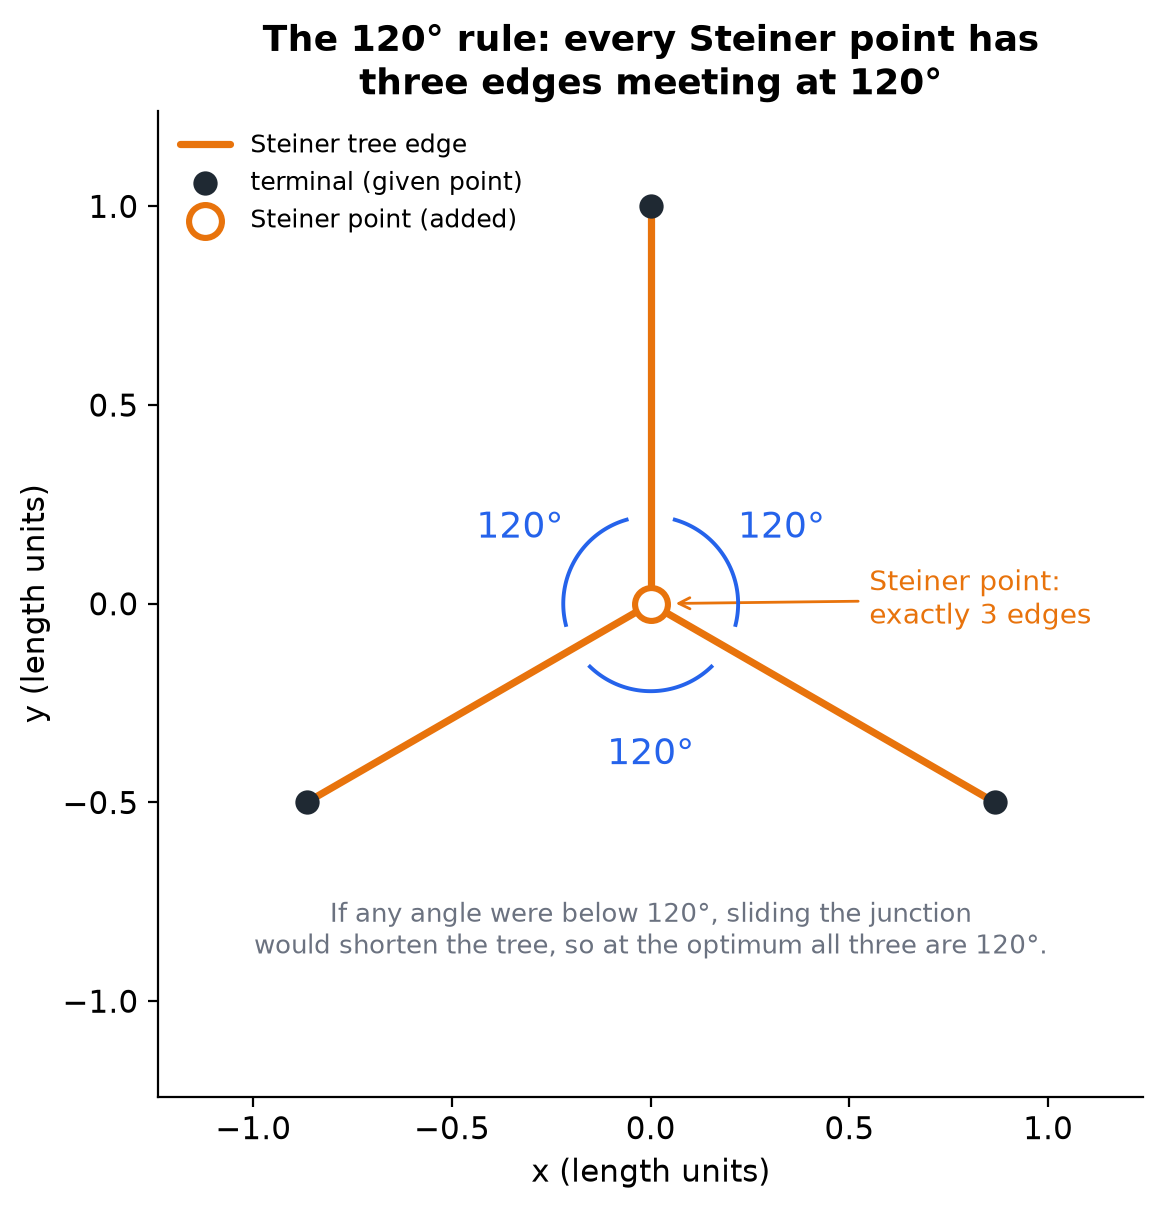 The 120° rule: every Steiner point has
three edges meeting at 120°
Steiner tree edge
terminal (given point)
Steiner point (added)
1.0
0.5
0.0
−0.5
−1.0
y (length units)
120°
120°
Steiner point:
exactly 3 edges
120°
If any angle were below 120°, sliding the junction
would shorten the tree, so at the optimum all three are 120°.
−1.0
−0.5
0.0
0.5
1.0
x (length units)